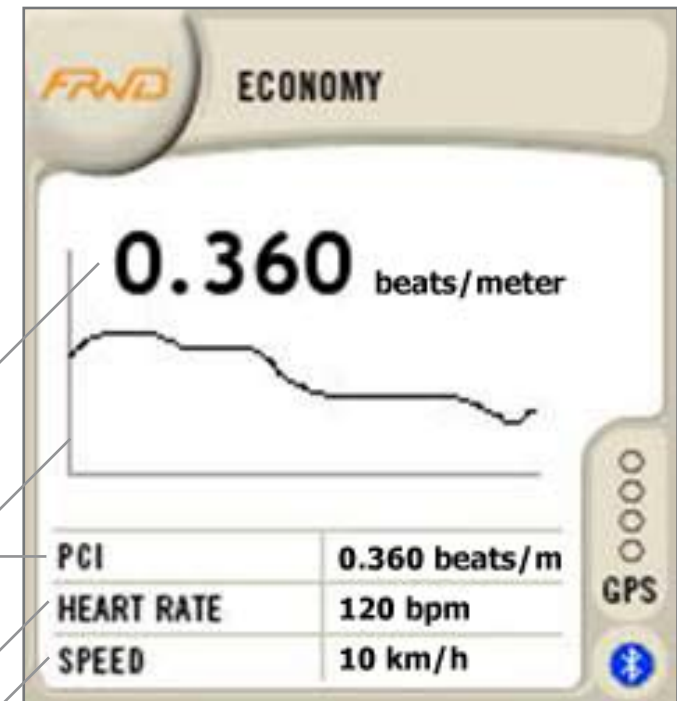 FRWD
ECONOMY
0.360 beats/meter
PCI 0.360 beats/m
HEART RATE 120 bpm
SPEED 10 km/h
GPS